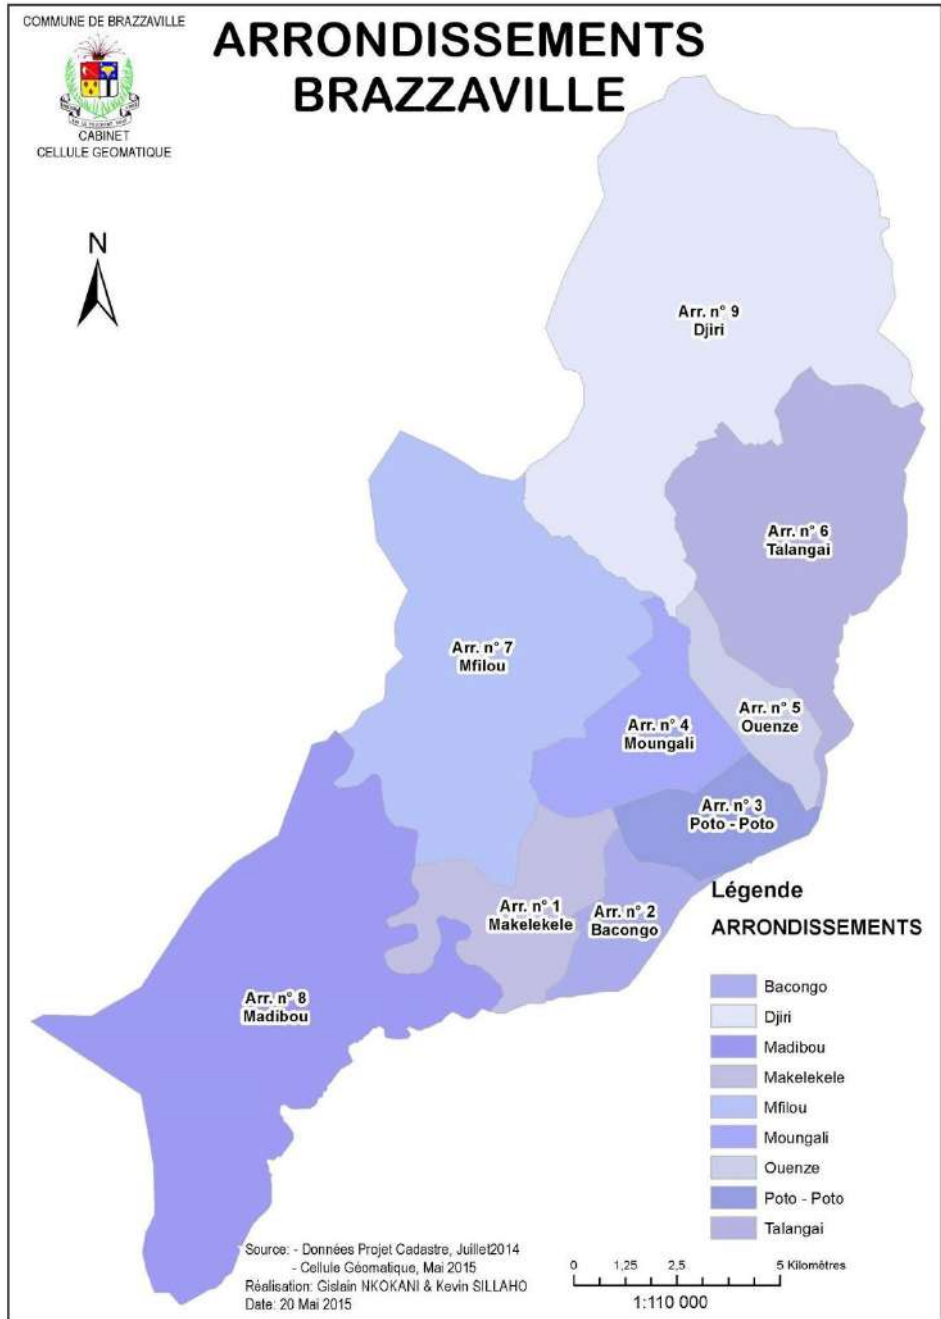 COMMUNE DE BRAZZAVILLE
CABINET
CELLULE GEOMATIQUE
ARRONDISSEMENTS
BRAZZAVILLE
N
Arr. n° 9
Djiri
Arr. n° 6
Talangai
Arr. n° 7
Mfilou
Arr. n° 5
Ouenze
Arr. n° 4
Moungali
Arr. n° 3
Poto - Poto
Arr. n° 1
Makelekele
Arr. n° 2
Bacongo
Arr. n° 8
Madibou
Légende
ARRONDISSEMENTS
Bacongo
Djiri
Madibou
Makelekele
Mfilou
Moungali
Ouenze
Poto - Poto
Talangai
Source: - Données Projet Cadastre, Juillet2014
- Cellule Géomatique, Mai 2015
Réalisation: Gislain NKOKANI & Kevin SILLAHO
Date: 20 Mai 2015
0 1,25 2,5 5 Kilomètres
1:110 000